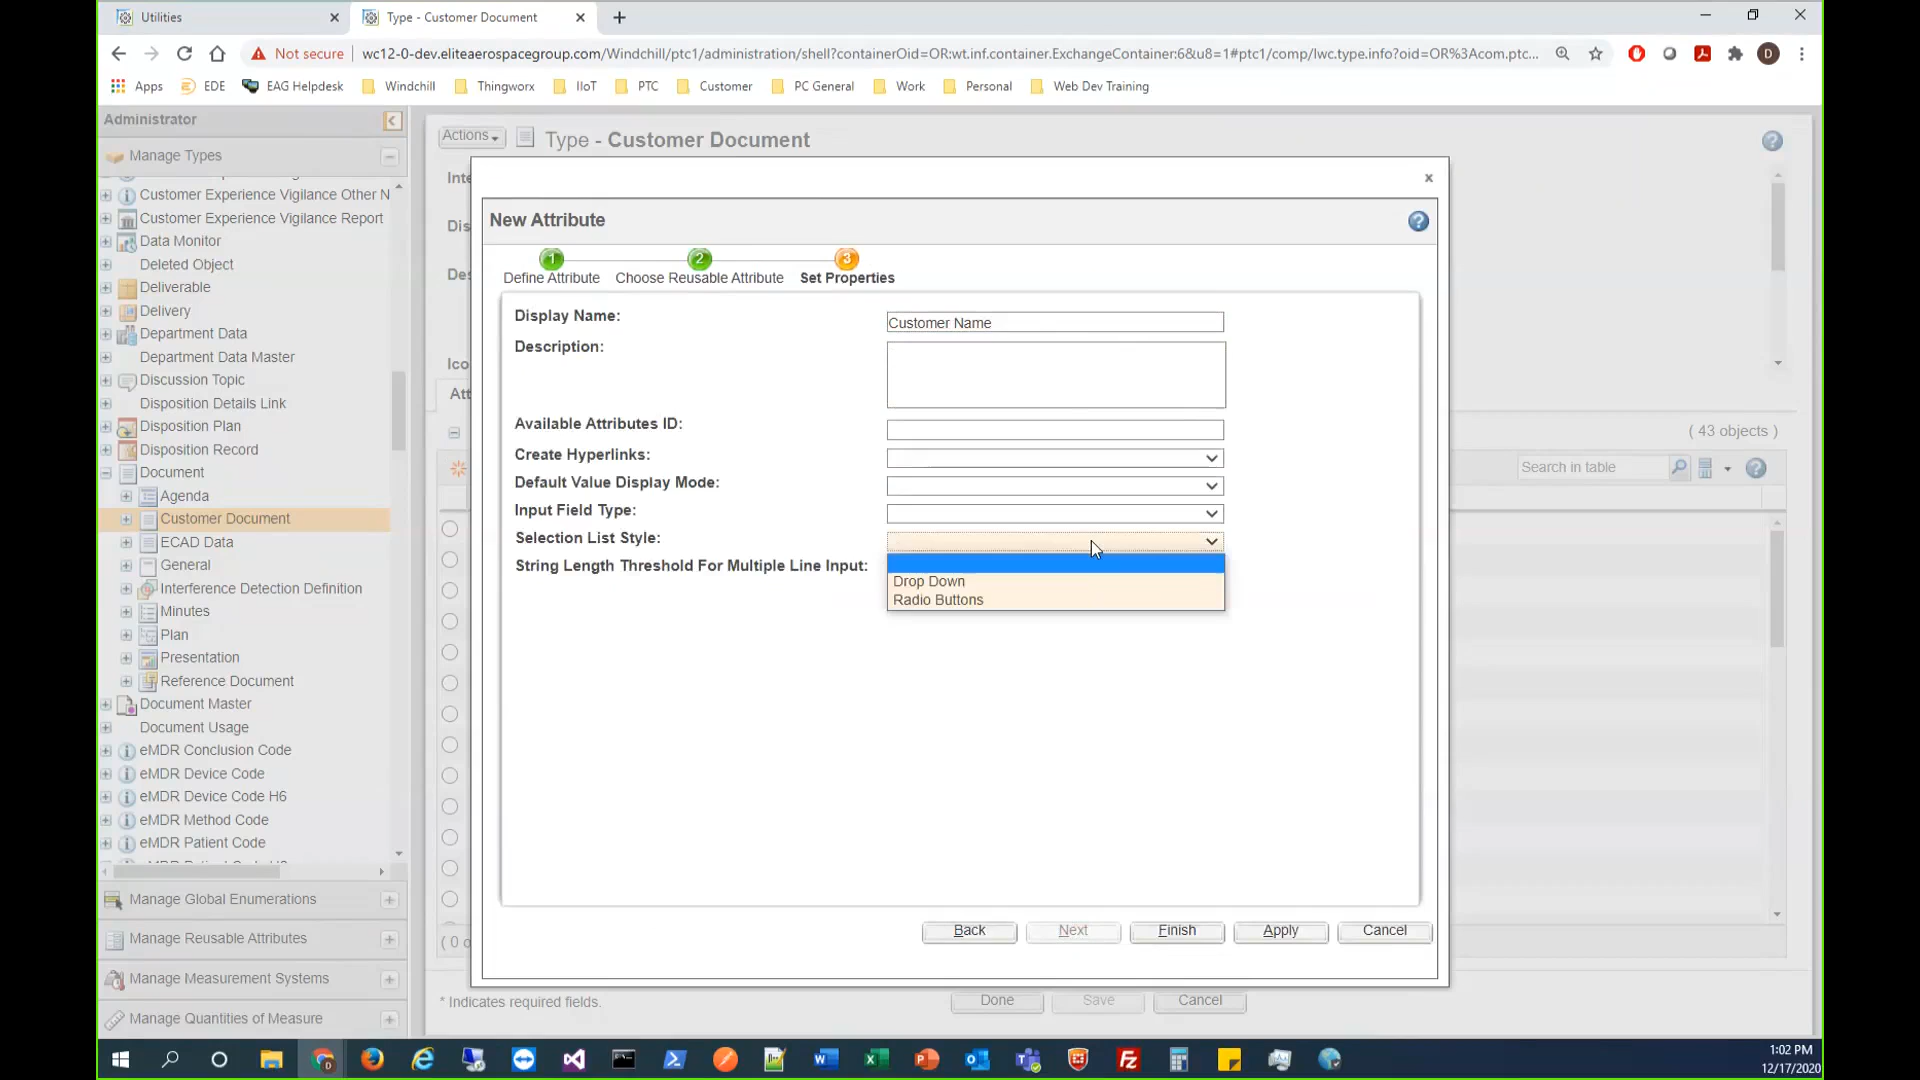 Utilities
Type - Customer Document
Not secure
wc12-0-dev.eliteaerospacegroup.com/Windchill/ptc1/administration/shell?containerOid=OR:wt.inf.container.ExchangeContainer:6&u8=1#ptc1/comp/lwc.type.info?oid=OR%3Acom.ptc...
D
Apps
EDE
EAG Helpdesk
Windchill
Thingworx
IIoT
PTC
Customer
PC General
Work
Personal
Web Dev Training
Administrator
Manage Types
Customer Experience Vigilance Other N
Customer Experience Vigilance Report
Data Monitor
Deleted Object
Deliverable
Delivery
Department Data
Department Data Master
Discussion Topic
Disposition Details Link
Disposition Plan
Disposition Record
Document
Agenda
Customer Document
ECAD Data
General
Interference Detection Definition
Minutes
Plan
Presentation
Reference Document
Document Master
Document Usage
eMDR Conclusion Code
eMDR Device Code
eMDR Device Code H6
eMDR Method Code
eMDR Patient Code
Manage Global Enumerations
Manage Reusable Attributes
Manage Measurement Systems
Manage Quantities of Measure
Actions
Type - Customer Document
Inte
Dis
Des
Ico
Att
( 43 objects )
Search in table
( 0 o
* Indicates required fields.
Done
Save
Cancel
New Attribute
1
2
3
Define Attribute
Choose Reusable Attribute
Set Properties
Display Name:
Customer Name
Description:
Available Attributes ID:
Create Hyperlinks:
Default Value Display Mode:
Input Field Type:
Selection List Style:
String Length Threshold For Multiple Line Input:
Drop Down
Radio Buttons
Back
Next
Finish
Apply
Cancel
1:02 PM
12/17/2020